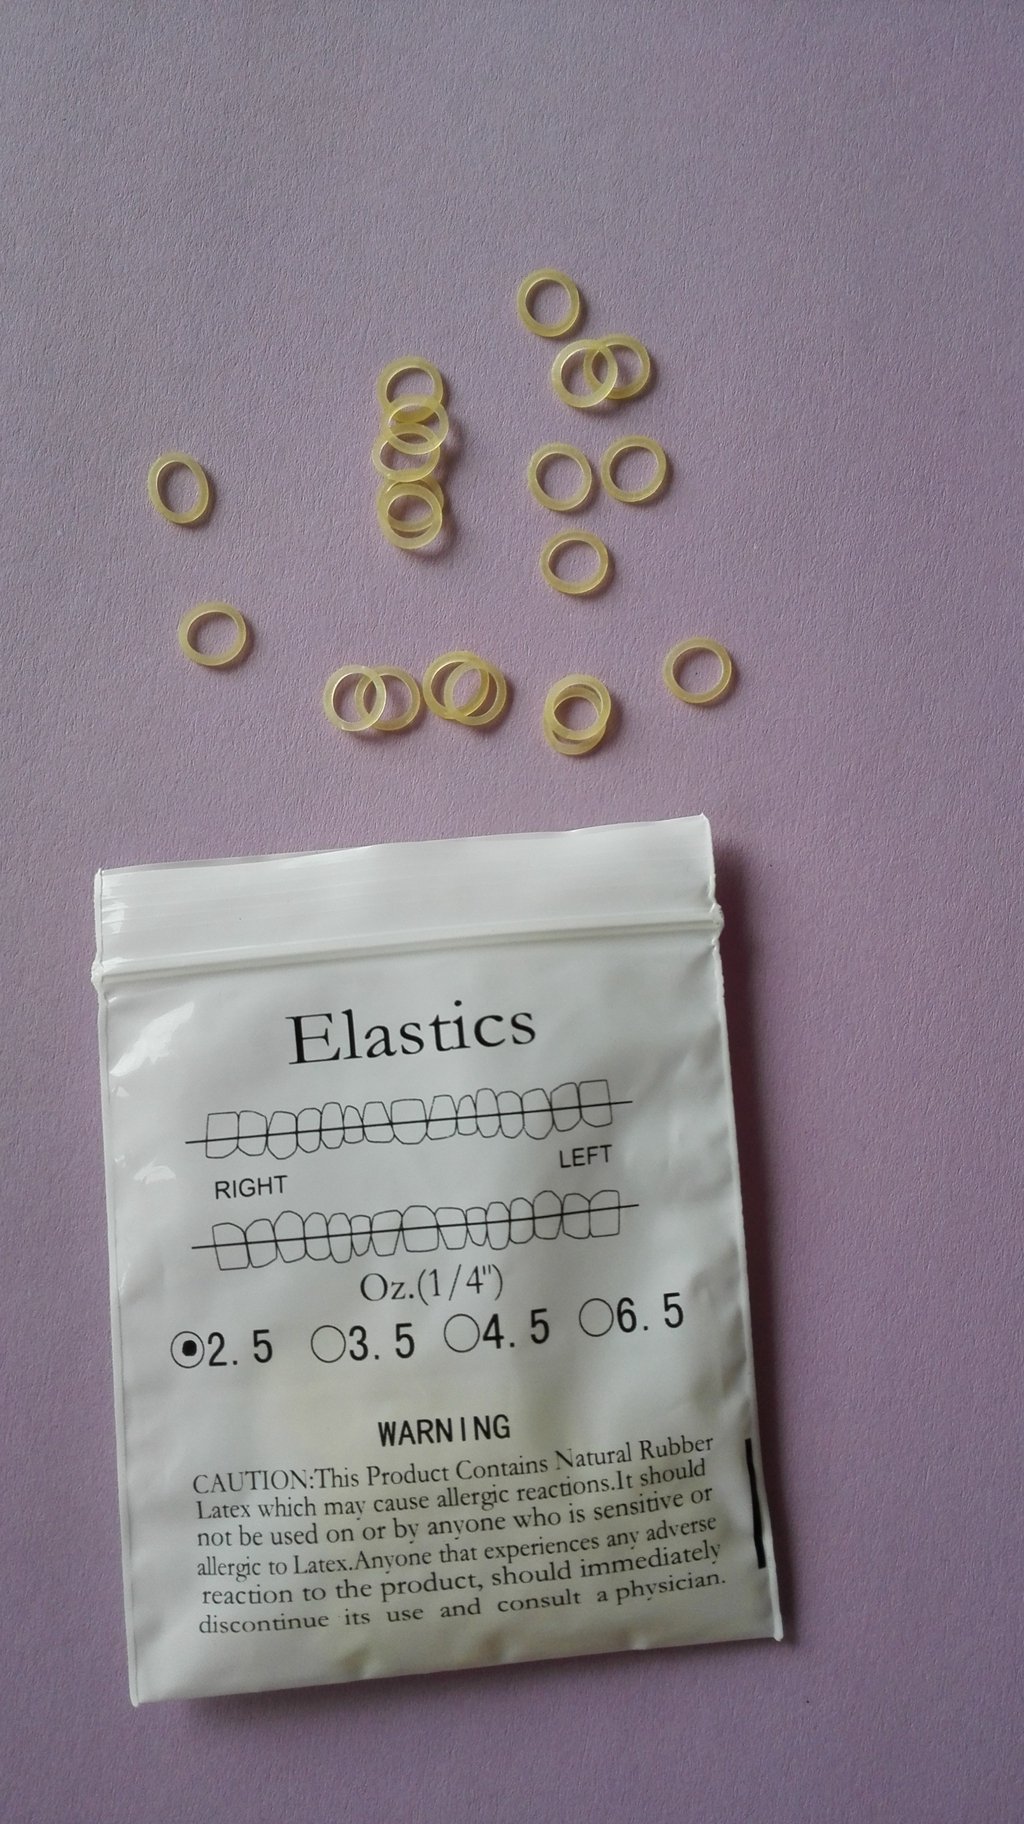 Elastics
LEFT
RIGHT
Oz.(1/4")
2.5 3.5 4.5 6.5
WARNING
CAUTION:This Product Contains Natural Rubber
Latex which may cause allergic reactions.It should
not be used on or by anyone who is sensitive or
allergic to Latex.Anyone that experiences any adverse
reaction to the product, should immediately
discontinue its use and consult a physician.